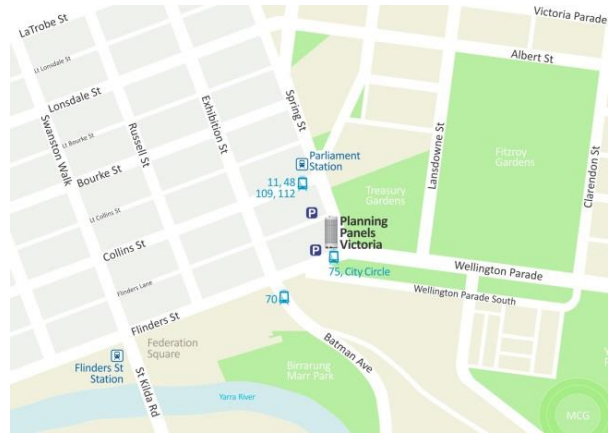 Victoria Parade
LaTrobe St
Albert St
Lt Lonsdale St
Lonsdale St
Spring St
Swanston Walk
Russell St
Exhibition St
Lansdowne St
Clarendon St
Lt Bourke St
Fitzroy
Gardens
Parliament
Station
Bourke St
11, 48
109, 112
Treasury
Gardens
P
Lt Collins St
Planning
Panels
Victoria
P
Collins St
75, City Circle
Wellington Parade
Flinders Lane
Wellington Parade South
70
Flinders St
Batman Ave
Federation
Square
Flinders St
Station
St Kilda Rd
Birrarung
Marr Park
Yarra River
MCG